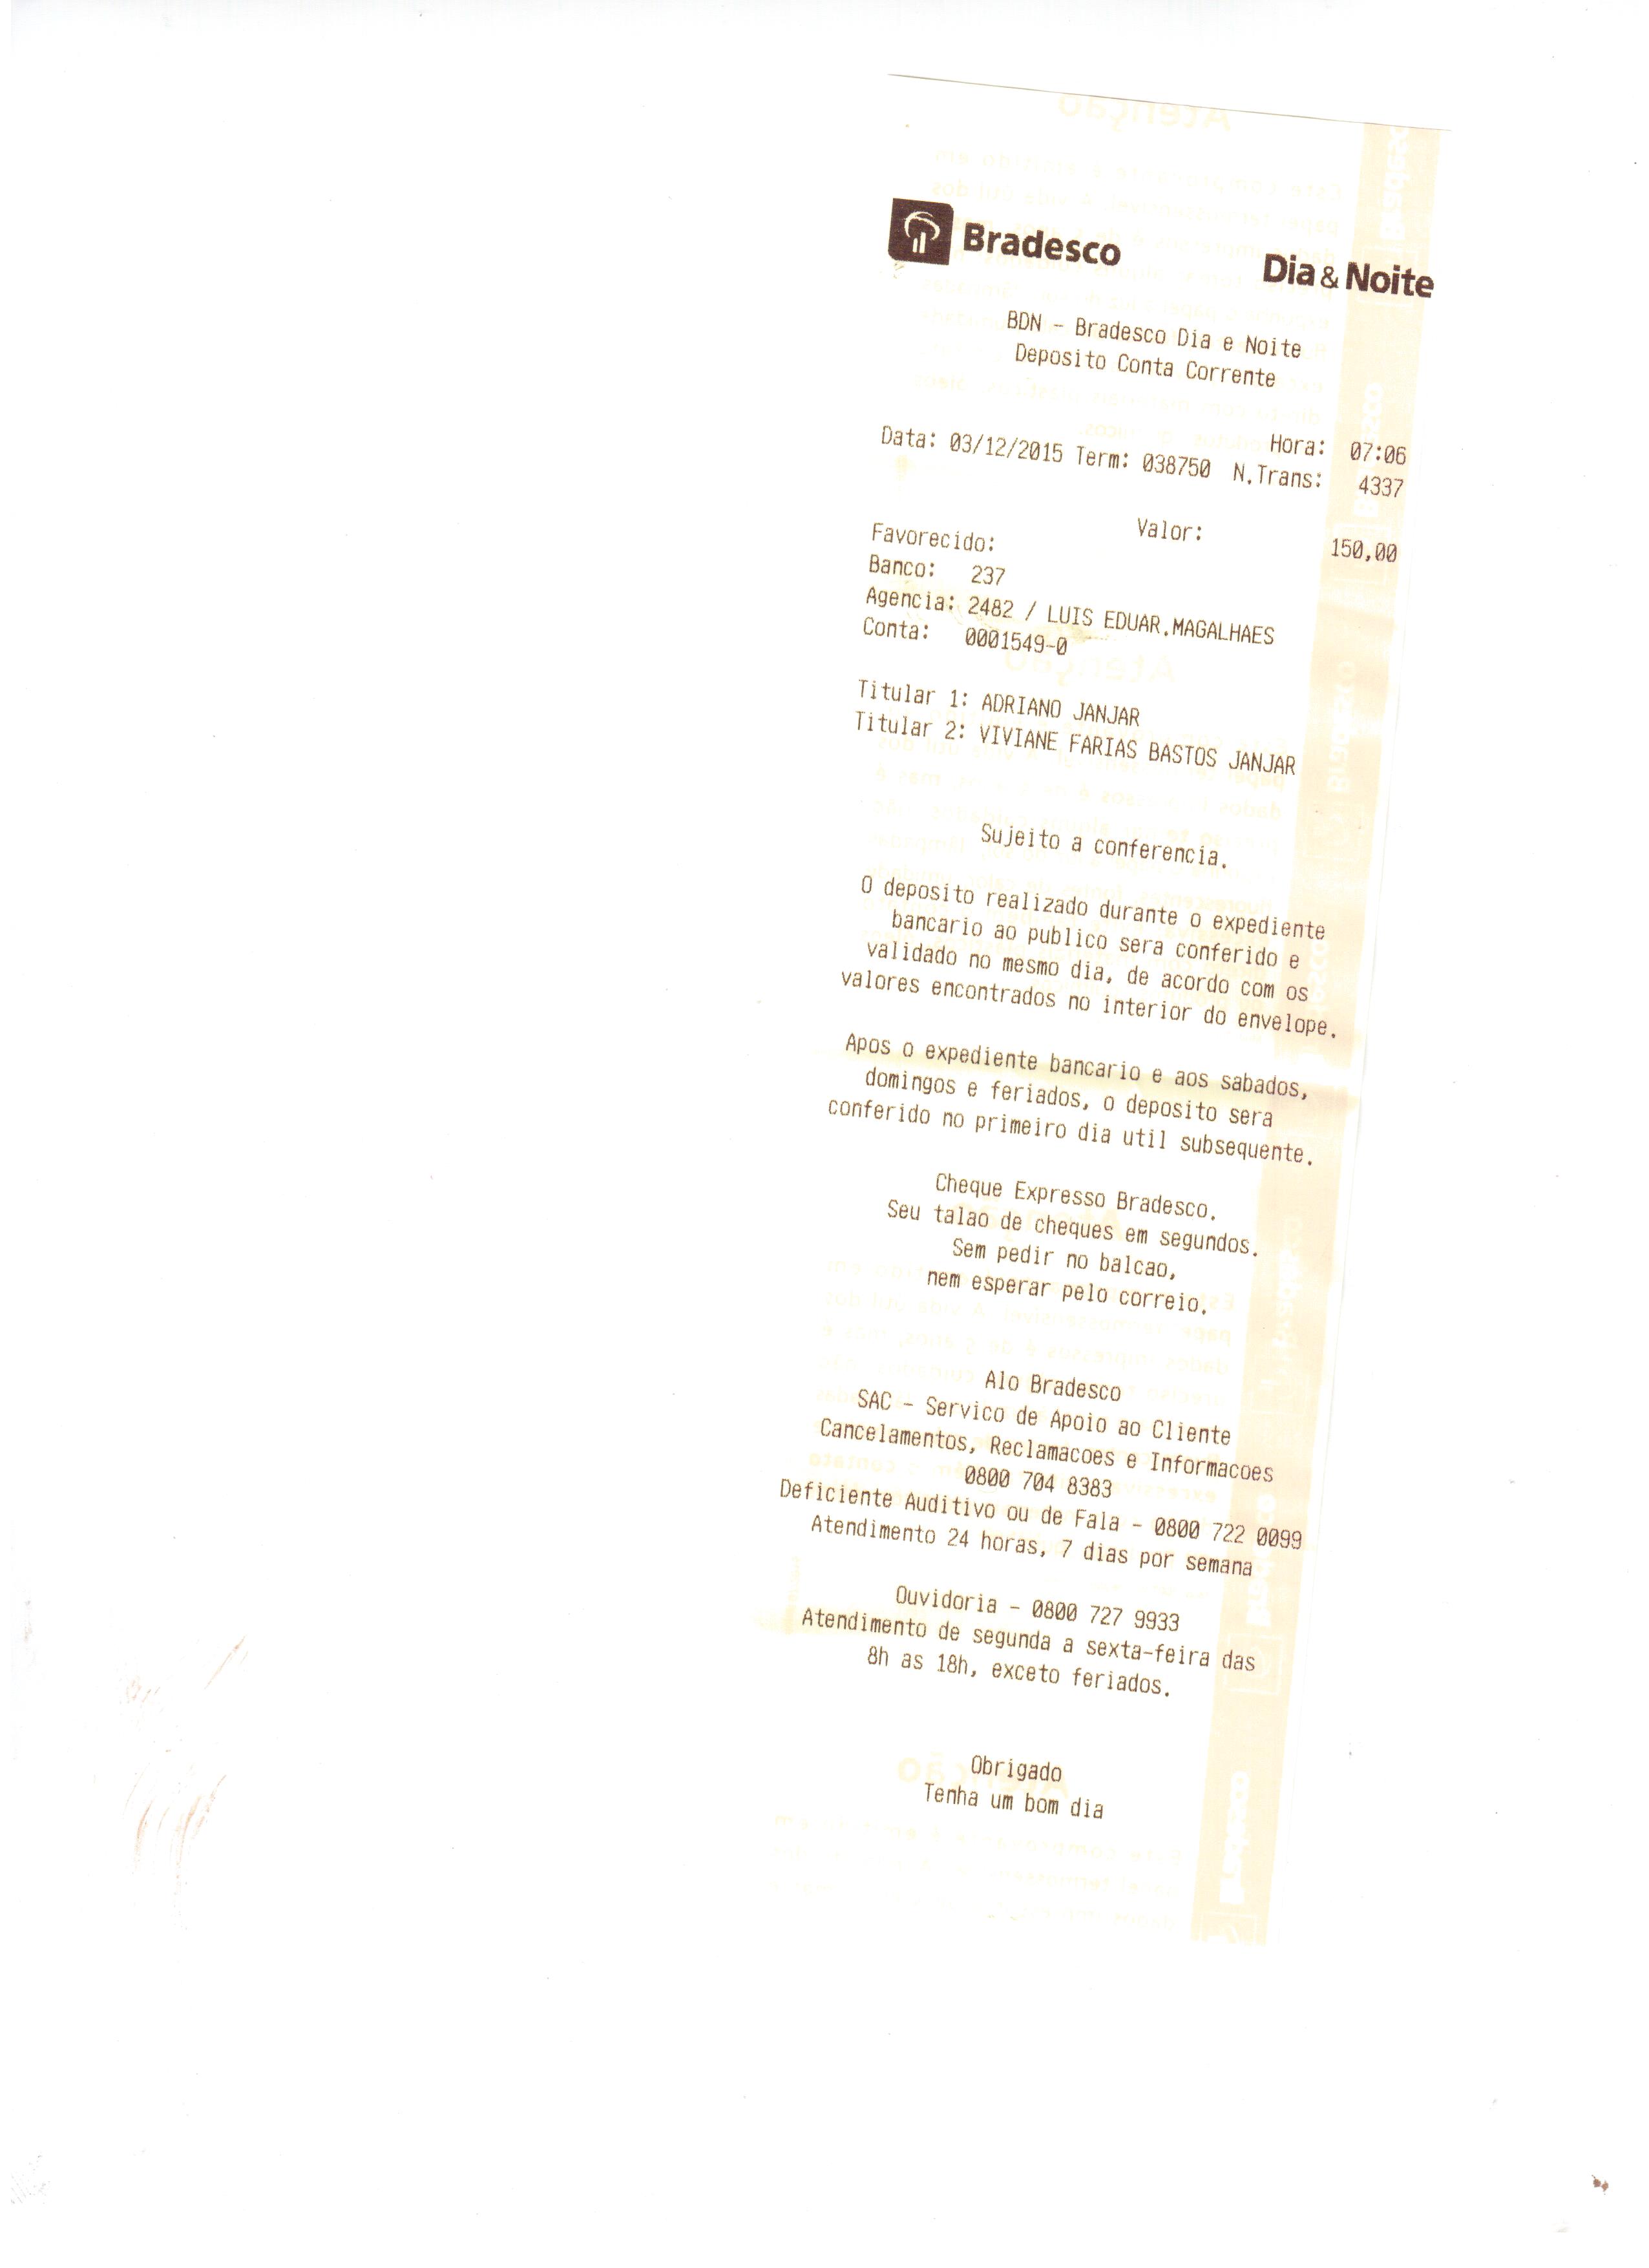 Bradesco
Dia & Noite
BDN - Bradesco Dia e Noite
Deposito Conta Corrente
Hora: 07:06
Data: 03/12/2015 Term: 038750 N.Trans: 4337
Valor: 150,00
Favorecido:
Banco: 237
Agencia: 2482 / LUIS EDUAR.MAGALHAES
Conta: 0001549-0
Titular 1: ADRIANO JANJAR
Titular 2: VIVIANE FARIAS BASTOS JANJAR
Sujeito a conferencia.
O deposito realizado durante o expediente
bancario ao publico sera conferido e
validado no mesmo dia, de acordo com os
valores encontrados no interior do envelope.
Apos o expediente bancario e aos sabados,
domingos e feriados, o deposito sera
conferido no primeiro dia util subsequente.
Cheque Expresso Bradesco.
Seu talao de cheques em segundos.
Sem pedir no balcao,
nem esperar pelo correio.
Alo Bradesco
SAC - Servico de Apoio ao Cliente
Cancelamentos, Reclamacoes e Informacoes
0800 704 8383
Deficiente Auditivo ou de Fala - 0800 722 0099
Atendimento 24 horas, 7 dias por semana
Ouvidoria - 0800 727 9933
Atendimento de segunda a sexta-feira das
8h as 18h, exceto feriados.
Obrigado
Tenha um bom dia